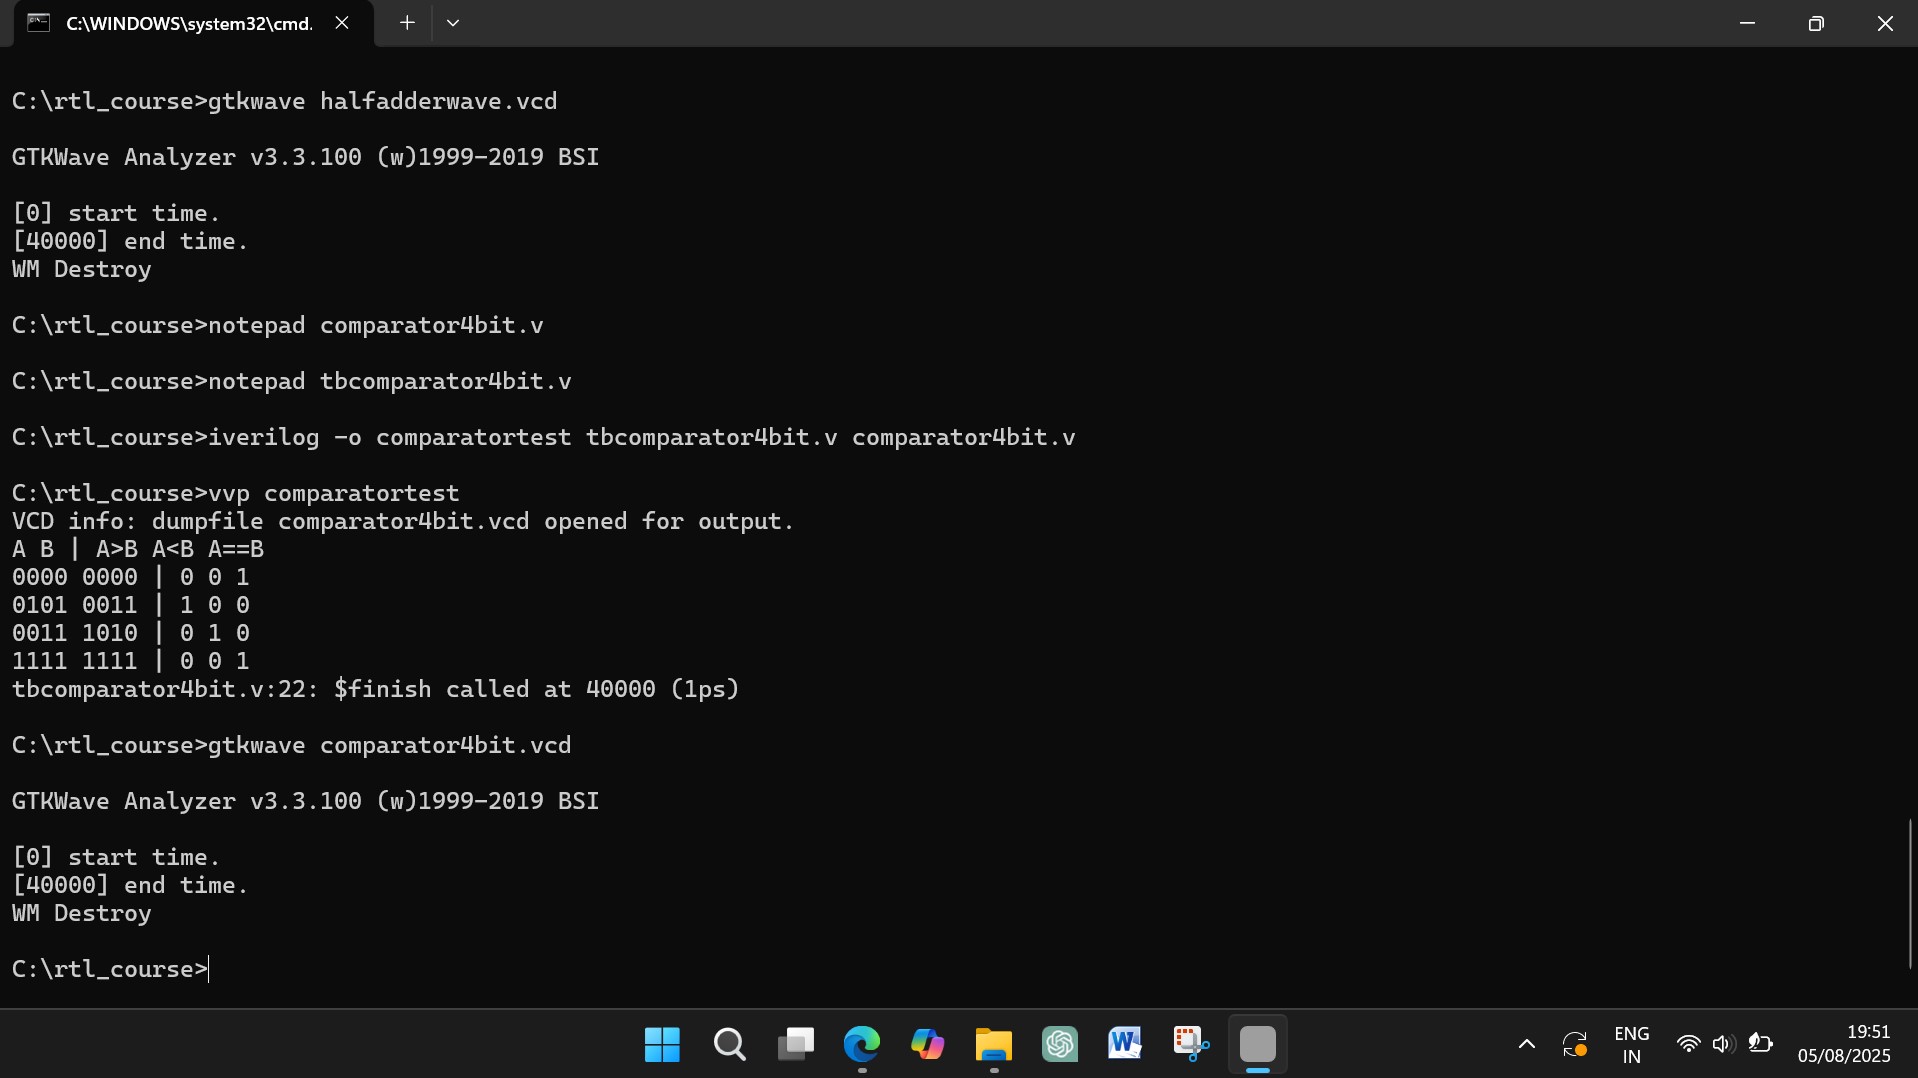 C:\WINDOWS\system32\cmd.
C:\rtl_course>gtkwave halfadderwave.vcd
GTKWave Analyzer v3.3.100 (w)1999-2019 BSI
[0] start time.
[40000] end time.
WM Destroy
C:\rtl_course>notepad comparator4bit.v
C:\rtl_course>notepad tbcomparator4bit.v
C:\rtl_course>iverilog -o comparatortest tbcomparator4bit.v comparator4bit.v
C:\rtl_course>vvp comparatortest
VCD info: dumpfile comparator4bit.vcd opened for output.
A B | A>B A<B A==B
0000 0000 | 0 0 1
0101 0011 | 1 0 0
0011 1010 | 0 1 0
1111 1111 | 0 0 1
tbcomparator4bit.v:22: $finish called at 40000 (1ps)
C:\rtl_course>gtkwave comparator4bit.vcd
GTKWave Analyzer v3.3.100 (w)1999-2019 BSI
[0] start time.
[40000] end time.
WM Destroy
C:\rtl_course>
W
ENG
IN
19:51
05/08/2025